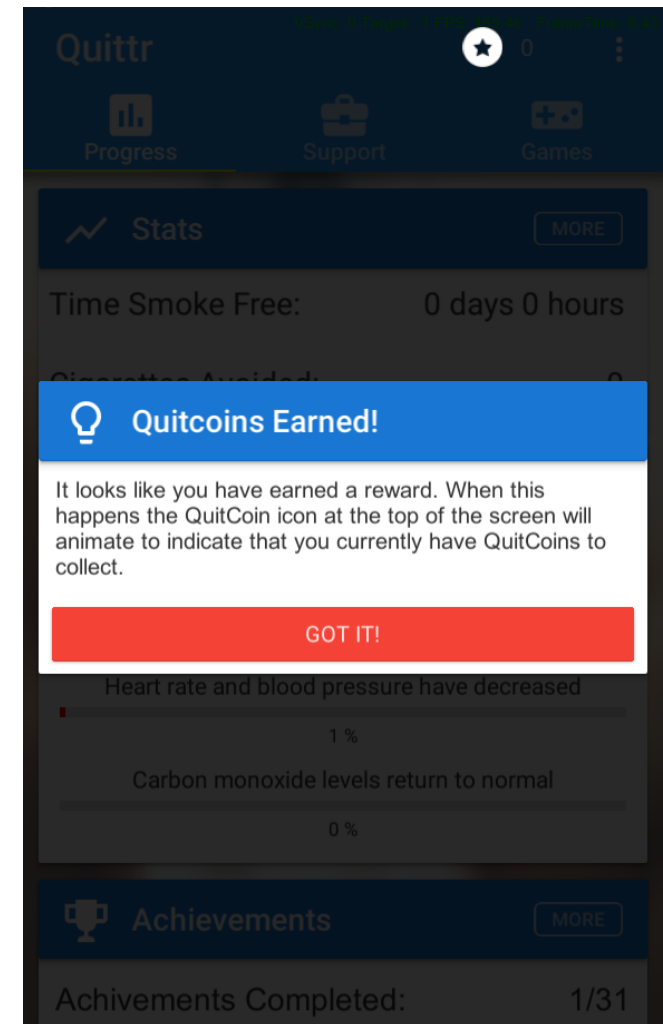 Quittr
0
Progress
Support
Games
Stats
MORE
Time Smoke Free:
0 days 0 hours
Cigarettes Avoided:
0
Quitcoins Earned!
It looks like you have earned a reward. When this
happens the QuitCoin icon at the top of the screen will
animate to indicate that you currently have QuitCoins to
collect.
GOT IT!
Heart rate and blood pressure have decreased
1 %
Carbon monoxide levels return to normal
0 %
Achievements
MORE
Achivements Completed:
1/31